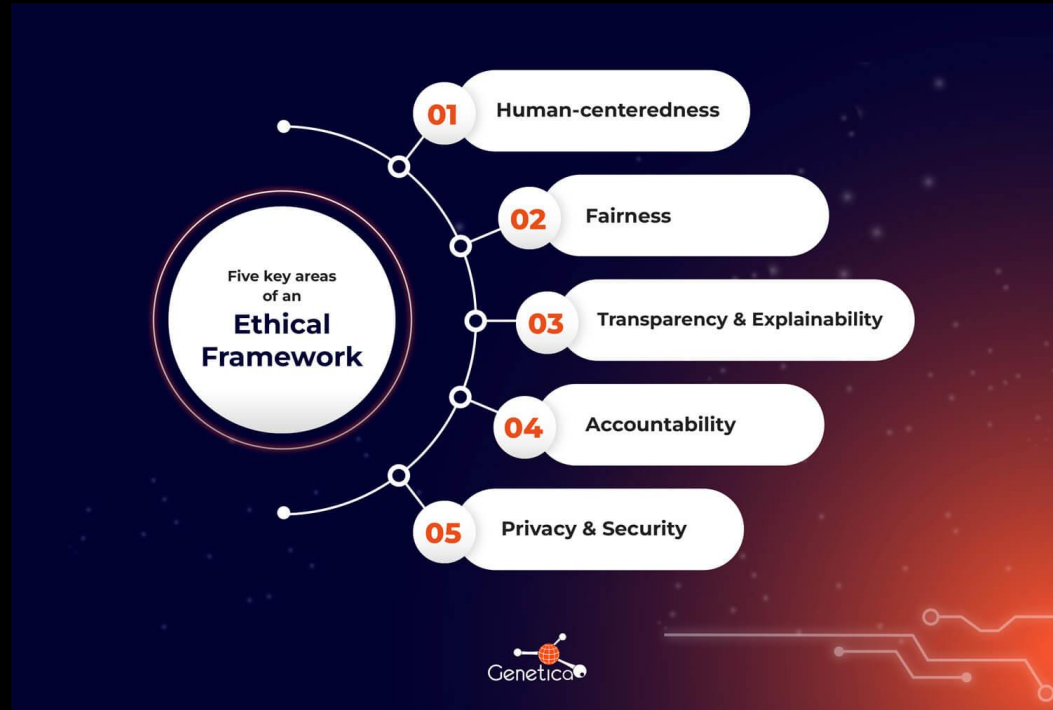 Five key areas
of an
Ethical
Framework
01 Human-centeredness
02 Fairness
03 Transparency & Explainability
04 Accountability
05 Privacy & Security
Genetica